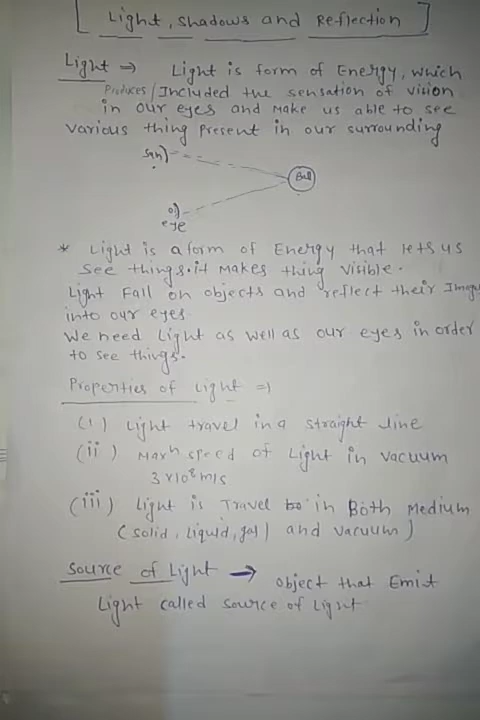 Light, Shadows and Reflection
Light ⇒ Light is form of Energy, which
Produces/Included the sensation of vision
in our eyes and make us able to see
various thing present in our surrounding
Sun
Ball
eye
* Light is a form of Energy that lets us
see things. it makes thing visible.
Light Fall on objects and reflect their Image
into our eyes
We need Light as well as our eyes in order
to see things.
Properties of Light ⇒
(i) Light travel in a straight line
(ii) Maxm speed of Light in vacuum
3×10⁸ m/s
(iii) Light is Travel in Both Medium
(Solid, Liquid, gas) and vacuum)
Source of Light → object that Emit
Light called source of Light